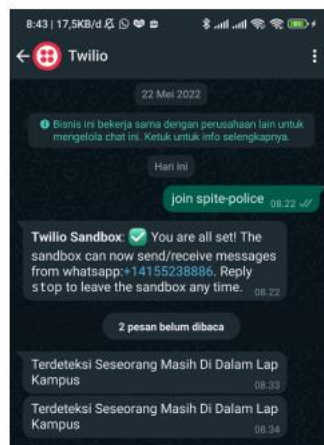 8:43 | 17,5KB/d
Twilio
22 Mei 2022
Bisnis ini bekerja sama dengan perusahaan lain untuk
mengelola chat ini. Ketuk untuk info selengkapnya.
Hari ini
join spite-police 08.22
Twilio Sandbox: ✅ You are all set! The
sandbox can now send/receive messages
from whatsapp:+14155238886. Reply
stop to leave the sandbox any time. 08.22
2 pesan belum dibaca
Terdeteksi Seseorang Masih Di Dalam Lap
Kampus 08.33
Terdeteksi Seseorang Masih Di Dalam Lap
Kampus 08.34